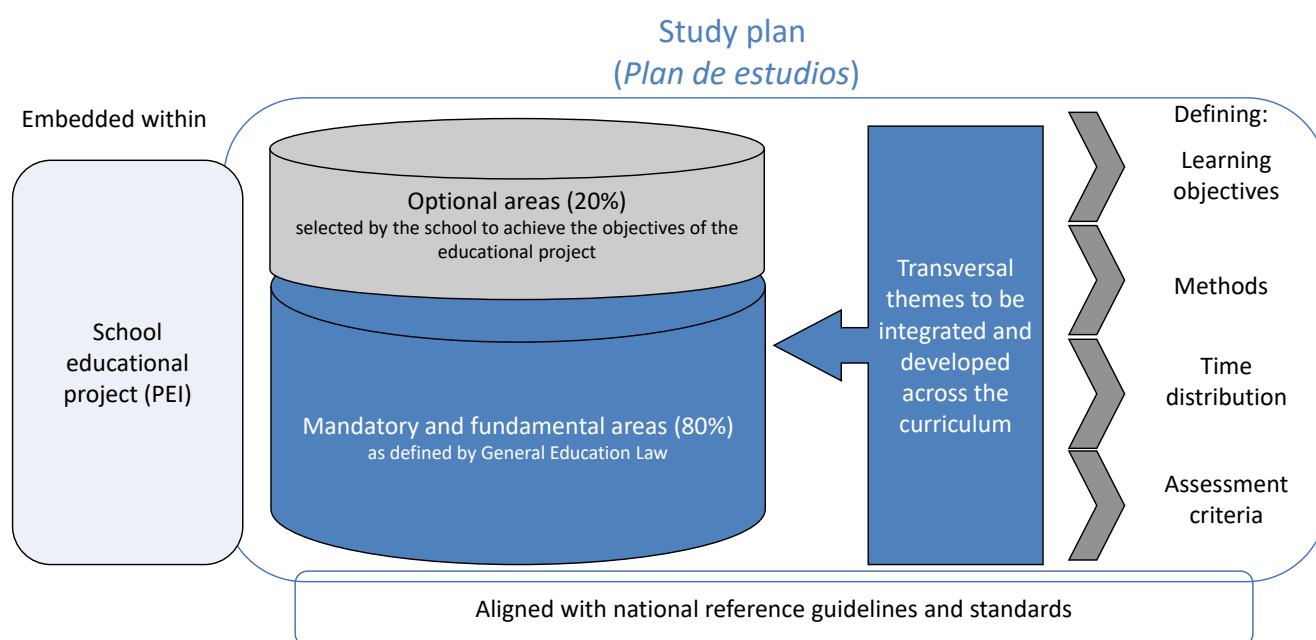 Study plan
(Plan de estudios)
Embedded within
School
educational
project (PEI)
Optional areas (20%)
selected by the school to achieve the objectives of the
educational project
Mandatory and fundamental areas (80%)
as defined by General Education Law
Transversal
themes to be
integrated and
developed
across the
curriculum
Defining:
Learning
objectives
Methods
Time
distribution
Assessment
criteria
Aligned with national reference guidelines and standards